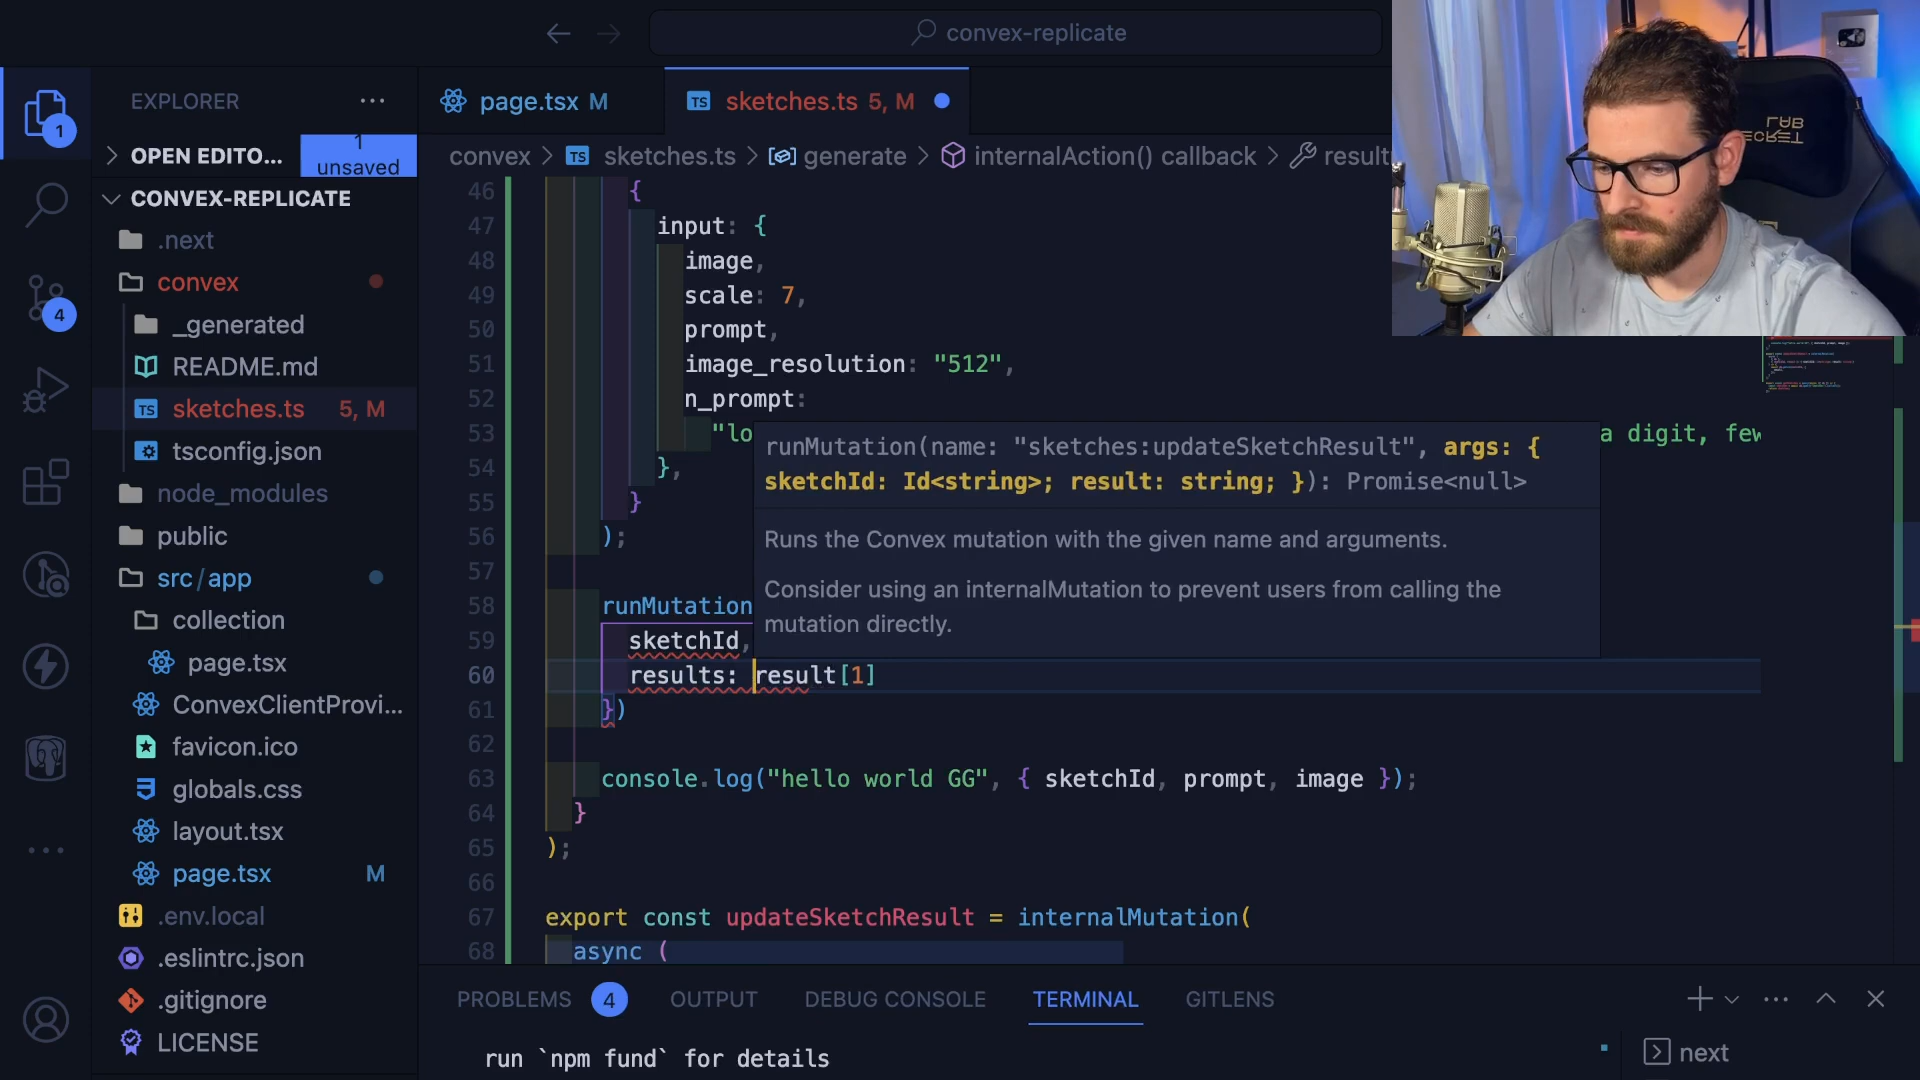 convex-replicate
EXPLORER
page.tsx M
sketches.ts 5, M
OPEN EDITO...
1
unsaved
convex
TS sketches.ts
generate
internalAction() callback
result
CONVEX-REPLICATE
.next
convex
_generated
README.md
TS sketches.ts 5, M
tsconfig.json
node_modules
public
src/app
collection
page.tsx
ConvexClientProvi...
favicon.ico
globals.css
layout.tsx
page.tsx M
.env.local
.eslintrc.json
.gitignore
LICENSE
1
4
46 {
47 input: {
48 image,
49 scale: 7,
50 prompt,
51 image_resolution: "512",
52 n_prompt:
53 "lo
a digit, few
54 },
55 }
56 );
57
58 runMutation
59 sketchId,
60 results: result[1]
61 })
62
63 console.log("hello world GG", { sketchId, prompt, image });
64 }
65 );
66
67 export const updateSketchResult = internalMutation(
68 async (
runMutation(name: "sketches:updateSketchResult", args: {
sketchId: Id<string>; result: string; }): Promise<null>
Runs the Convex mutation with the given name and arguments.
Consider using an internalMutation to prevent users from calling the
mutation directly.
PROBLEMS 4 OUTPUT DEBUG CONSOLE TERMINAL GITLENS
run `npm fund` for details
next